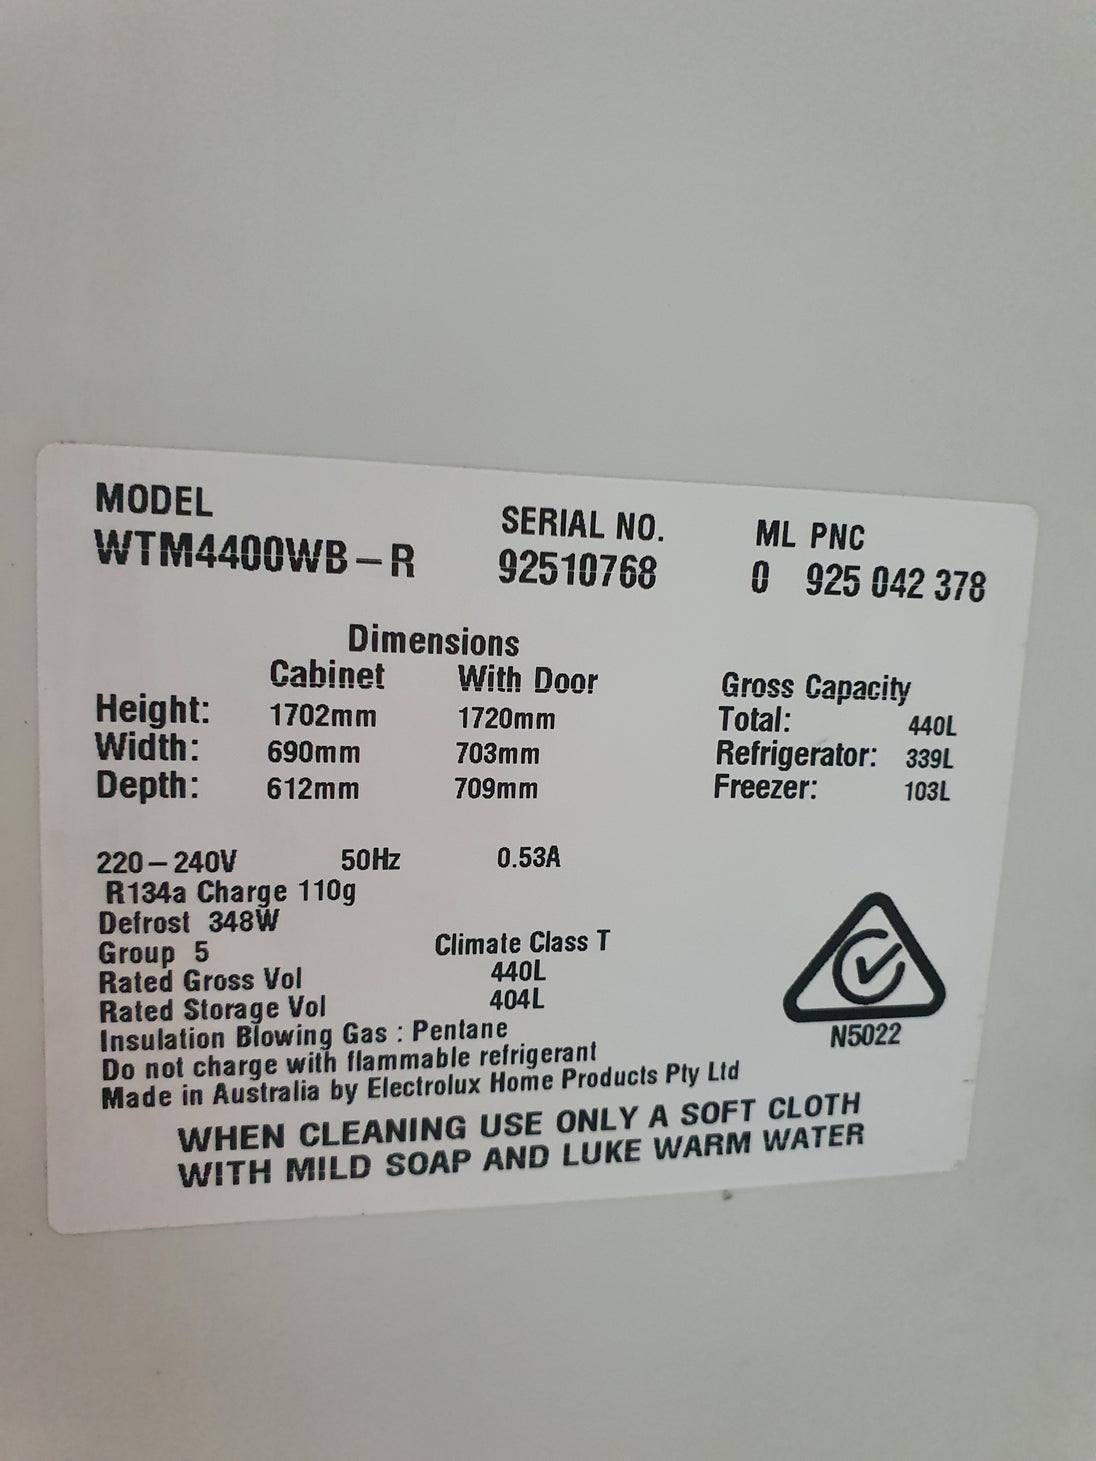 MODEL SERIAL NO. ML PNC
WTM4400WB-R 92510768 0 925 042 378
Dimensions
Cabinet With Door Gross Capacity
Height: 1702mm 1720mm Total: 440L
Width: 690mm 703mm Refrigerator: 339L
Depth: 612mm 709mm Freezer: 103L
220-240V 50Hz 0.53A
R134a Charge 110g
Defrost 348W
Group 5 Climate Class T
Rated Gross Vol 440L
Rated Storage Vol 404L
Insulation Blowing Gas : Pentane
Do not charge with flammable refrigerant
Made in Australia by Electrolux Home Products Pty Ltd
N5022
WHEN CLEANING USE ONLY A SOFT CLOTH
WITH MILD SOAP AND LUKE WARM WATER